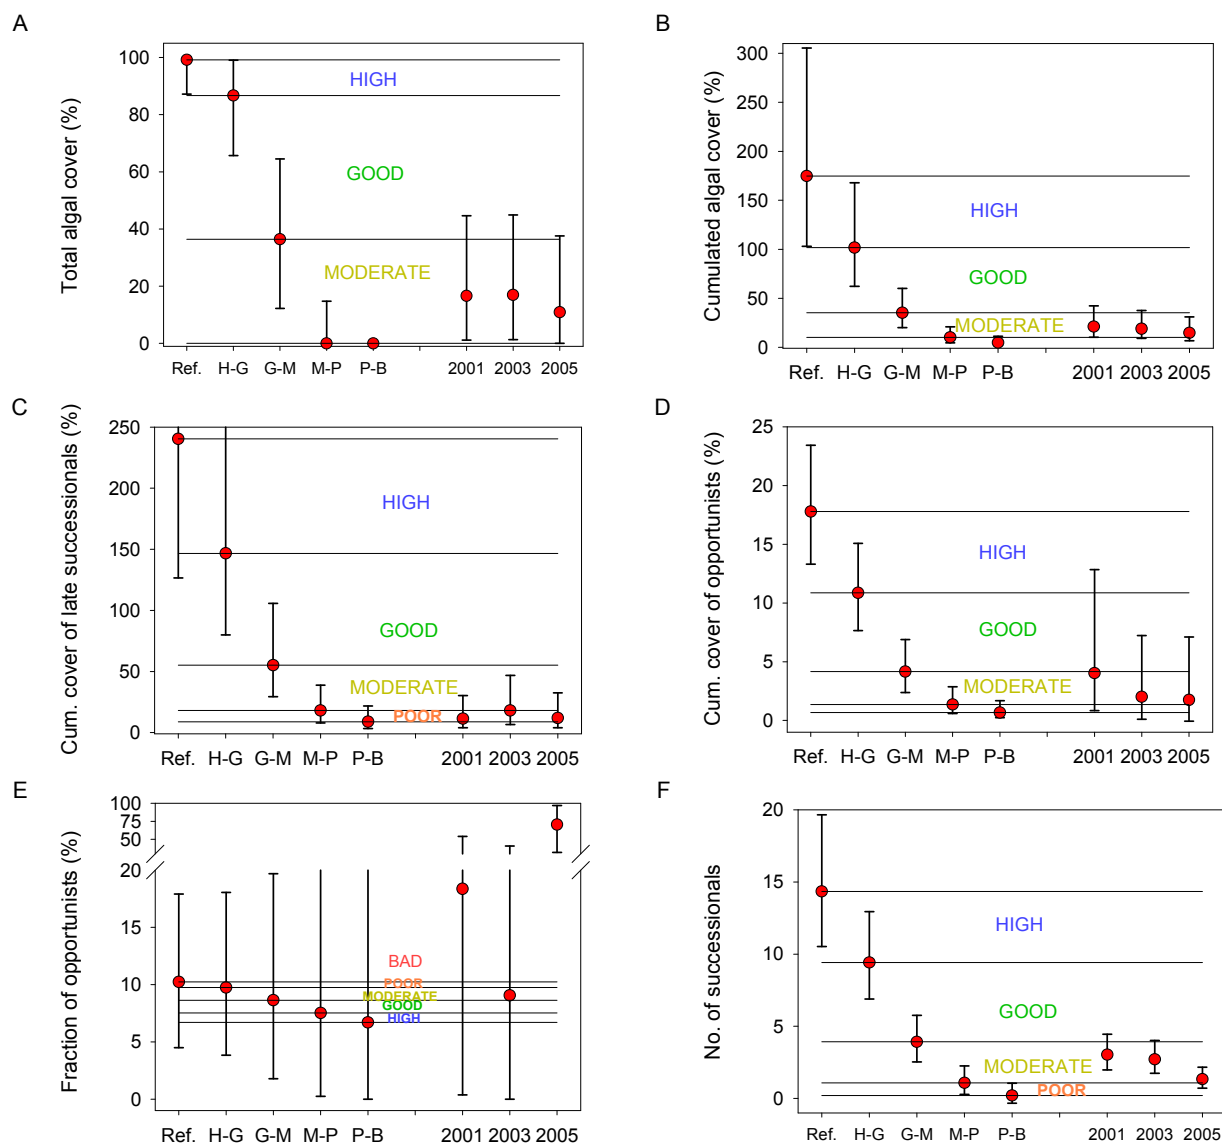 A
Total algal cover (%)
100
80
60
40
20
0
HIGH
GOOD
MODERATE
Ref. H-G G-M M-P P-B 2001 2003 2005
B
Cumulated algal cover (%)
300
250
200
150
100
50
0
HIGH
GOOD
MODERATE
Ref. H-G G-M M-P P-B 2001 2003 2005
C
Cum. cover of late successionals (%)
250
200
150
100
50
0
HIGH
GOOD
MODERATE
POOR
Ref. H-G G-M M-P P-B 2001 2003 2005
D
Cum. cover of opportunists (%)
25
20
15
10
5
0
HIGH
GOOD
MODERATE
Ref. H-G G-M M-P P-B 2001 2003 2005
E
Fraction of opportunists (%)
100
75
50
20
15
10
5
0
BAD
POOR
MODERATE
GOOD
HIGH
Ref. H-G G-M M-P P-B 2001 2003 2005
F
No. of successionals
20
15
10
5
0
HIGH
GOOD
MODERATE
POOR
Ref. H-G G-M M-P P-B 2001 2003 2005